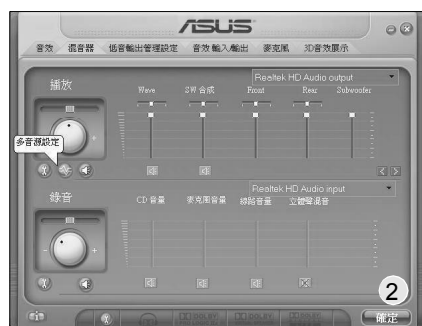 ASUS
音效 混音器 低音輸出管理設定 音效輸入/輸出 麥克風 3D音效展示
播放
Realtek HD Audio output
Wave SW 合成 Front Rear Subwoofer
多音源設定
錄音
Realtek HD Audio input
CD 音量 麥克風音量 線路音量 立體聲混音
2
確定